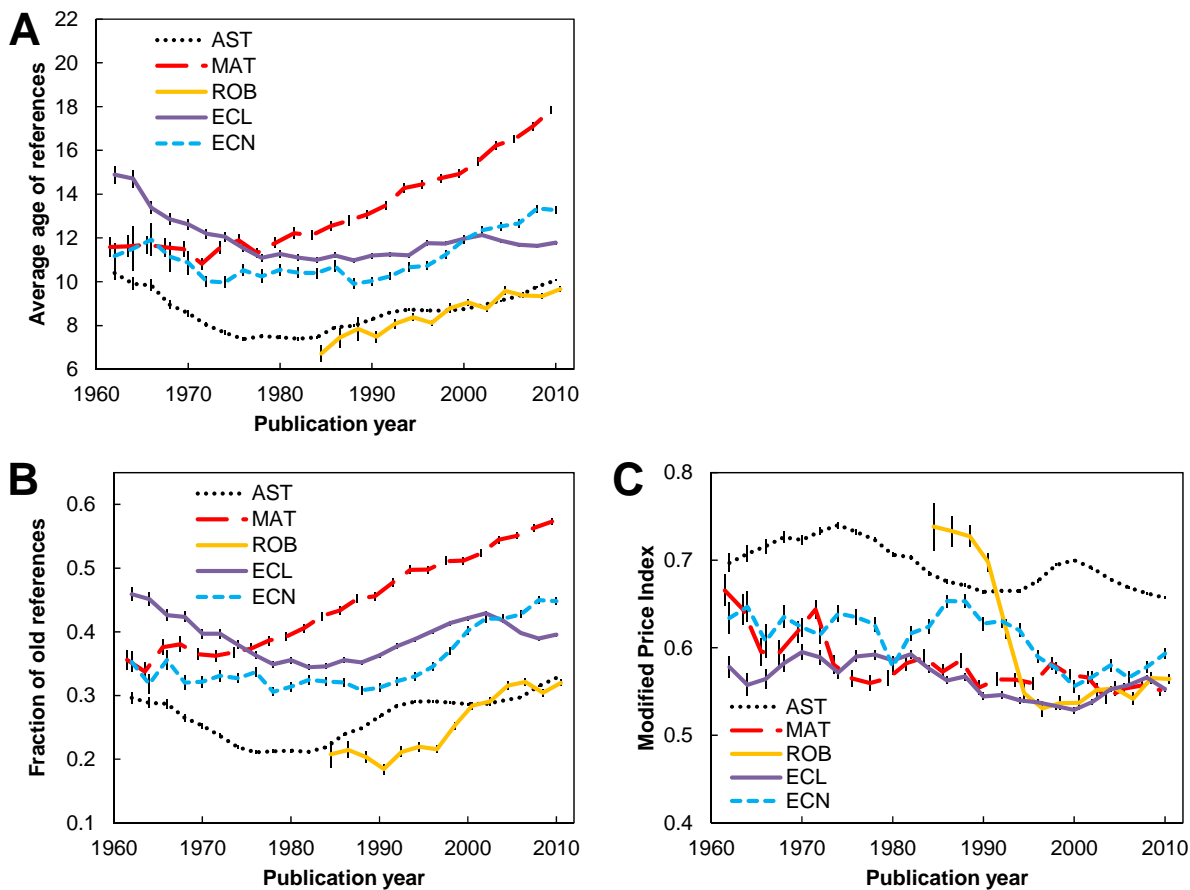 A
22
20
18
16
14
12
10
8
6
Average age of references
AST
MAT
ROB
ECL
ECN
1960 1970 1980 1990 2000 2010
Publication year
B
0.6
0.5
0.4
0.3
0.2
0.1
Fraction of old references
AST
MAT
ROB
ECL
ECN
1960 1970 1980 1990 2000 2010
Publication year
C
0.8
0.7
0.6
0.5
0.4
Modified Price Index
AST
MAT
ROB
ECL
ECN
1960 1970 1980 1990 2000 2010
Publication year